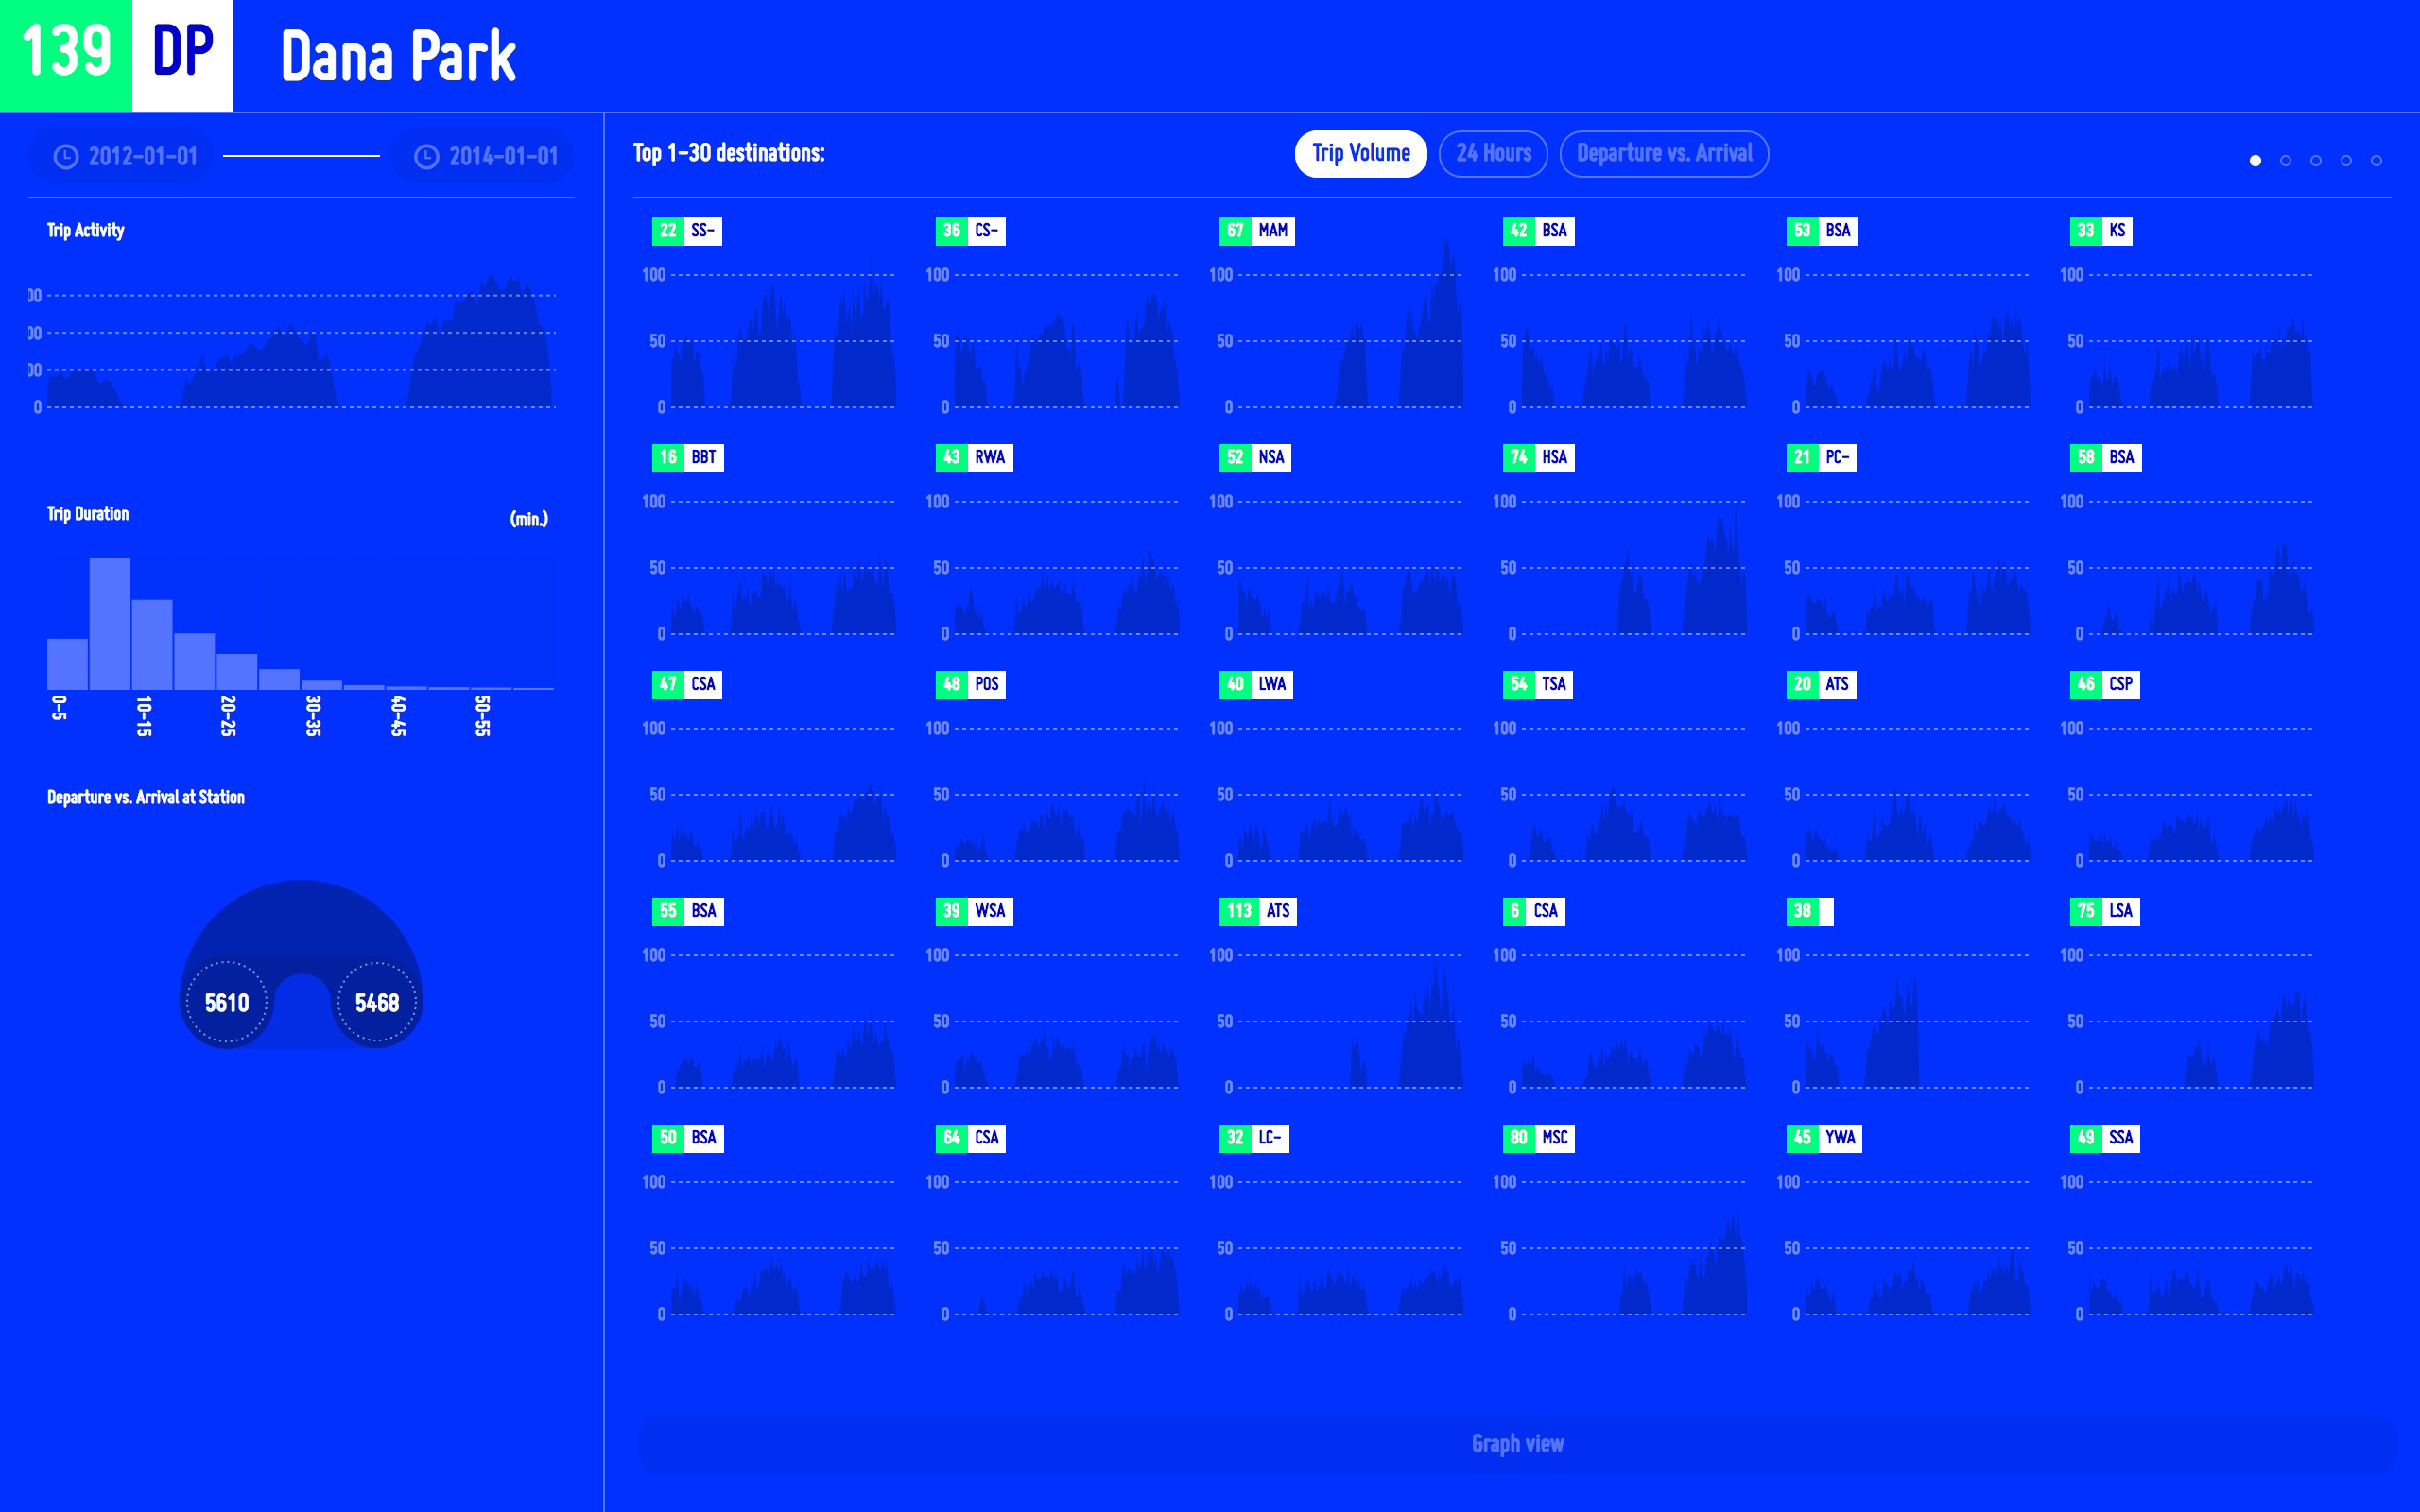 139 DP Dana Park
2012-01-01 2014-01-01
Top 1-30 destinations: Trip Volume 24 Hours Departure vs. Arrival
Trip Activity
00
00
00
0
Trip Duration (min.)
0-5 10-15 20-25 30-35 40-45 50-55
Departure vs. Arrival at Station
5610 5468
22 SS- 36 CS- 67 MAM 42 BSA 53 BSA 33 KS
100 100 100 100 100 100
50 50 50 50 50 50
0 0 0 0 0 0
16 BBT 43 RWA 52 NSA 74 HSA 21 PC- 58 BSA
100 100 100 100 100 100
50 50 50 50 50 50
0 0 0 0 0 0
47 CSA 48 POS 40 LWA 54 TSA 20 ATS 46 CSP
100 100 100 100 100 100
50 50 50 50 50 50
0 0 0 0 0 0
55 BSA 39 WSA 113 ATS 6 CSA 38 75 LSA
100 100 100 100 100 100
50 50 50 50 50 50
0 0 0 0 0 0
50 BSA 64 CSA 32 LC- 80 MSC 45 YWA 49 SSA
100 100 100 100 100 100
50 50 50 50 50 50
0 0 0 0 0 0
Graph view